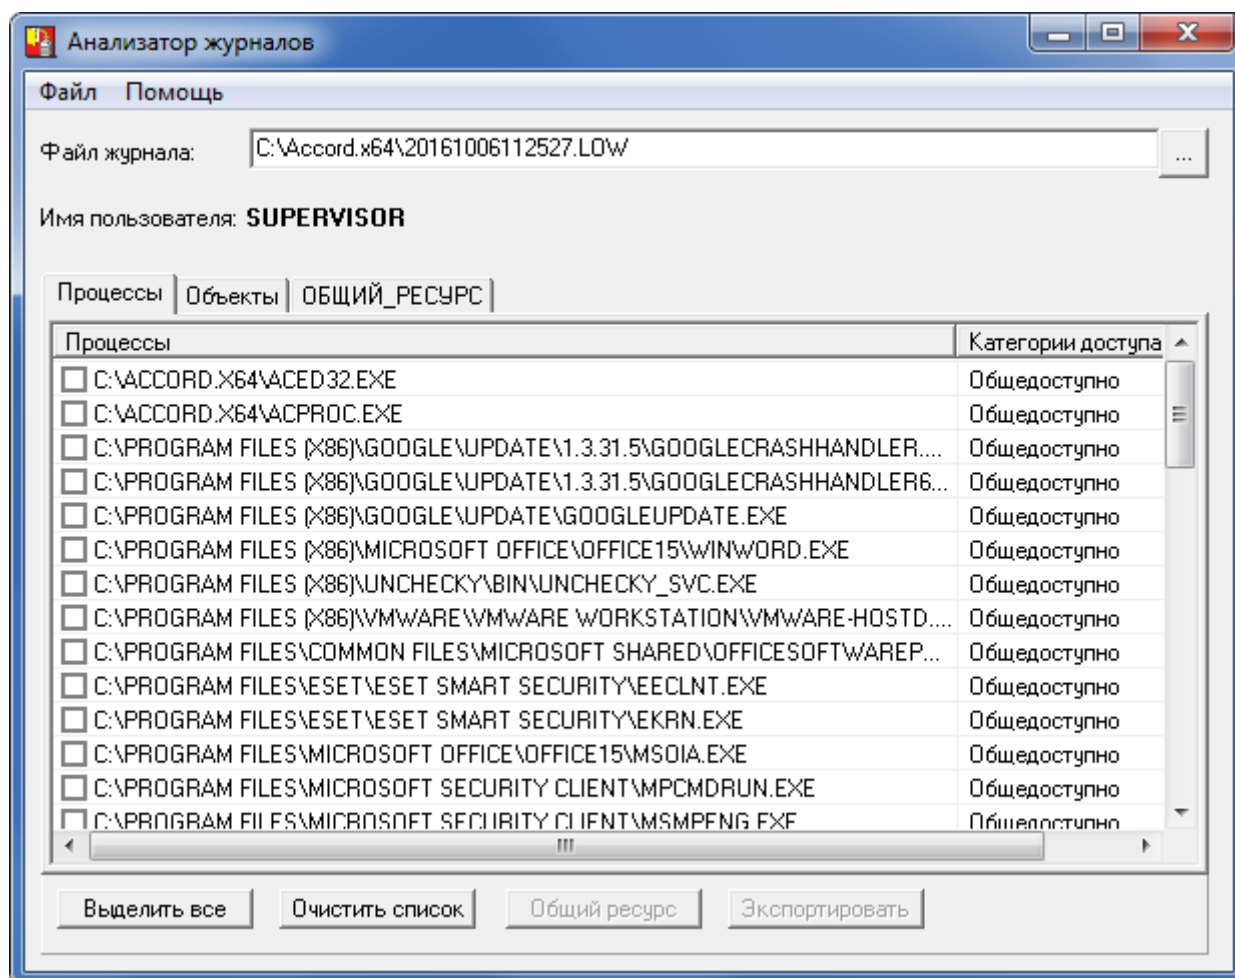 Анализатор журналов
Файл Помощь
Файл журнала: C:\Accord.x64\20161006112527.LOW ...
Имя пользователя: SUPERVISOR
Процессы Объекты ОБЩИЙ_РЕСУРС
Процессы Категории доступа
C:\ACCORD.X64\ACED32.EXE Общедоступно
C:\ACCORD.X64\ACPROC.EXE Общедоступно
C:\PROGRAM FILES (X86)\GOOGLE\UPDATE\1.3.31.5\GOOGLECRASHHANDLER.... Общедоступно
C:\PROGRAM FILES (X86)\GOOGLE\UPDATE\1.3.31.5\GOOGLECRASHHANDLER6... Общедоступно
C:\PROGRAM FILES (X86)\GOOGLE\UPDATE\GOOGLEUPDATE.EXE Общедоступно
C:\PROGRAM FILES (X86)\MICROSOFT OFFICE\OFFICE15\WINWORD.EXE Общедоступно
C:\PROGRAM FILES (X86)\UNCHECKY\BIN\UNCHECKY_SVC.EXE Общедоступно
C:\PROGRAM FILES (X86)\VMWARE\VMWARE WORKSTATION\VMWARE-HOSTD.... Общедоступно
C:\PROGRAM FILES\COMMON FILES\MICROSOFT SHARED\OFFICESOFTWAREP... Общедоступно
C:\PROGRAM FILES\ESET\ESET SMART SECURITY\EECLNT.EXE Общедоступно
C:\PROGRAM FILES\ESET\ESET SMART SECURITY\EKRN.EXE Общедоступно
C:\PROGRAM FILES\MICROSOFT OFFICE\OFFICE15\MSOIA.EXE Общедоступно
C:\PROGRAM FILES\MICROSOFT SECURITY CLIENT\MPCMDRUN.EXE Общедоступно
C:\PROGRAM FILES\MICROSOFT SECURITY CLIENT\MSMPENG.EXE Общедоступно
Выделить все Очистить список Общий ресурс Экспортировать